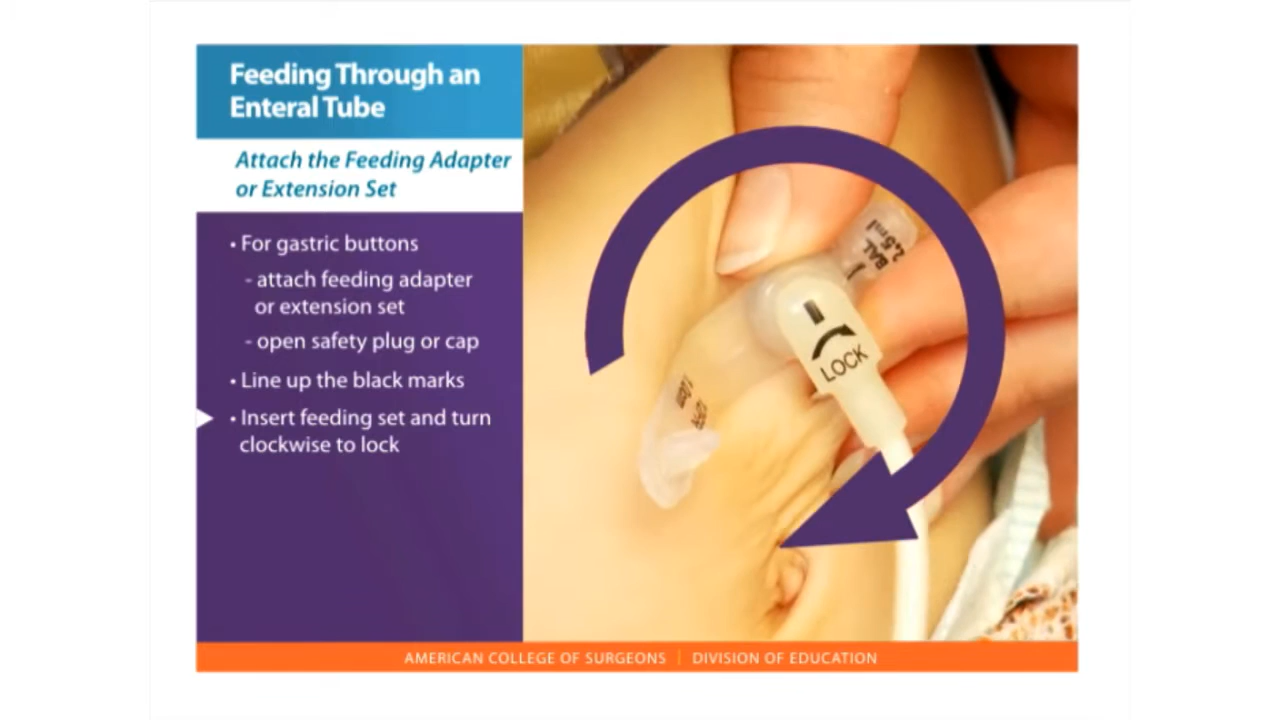 Feeding Through an
Enteral Tube
Attach the Feeding Adapter
or Extension Set
• For gastric buttons
- attach feeding adapter
or extension set
- open safety plug or cap
• Line up the black marks
• Insert feeding set and turn
clockwise to lock
BAL
2,5ml
LOCK
AMERICAN COLLEGE OF SURGEONS | DIVISION OF EDUCATION